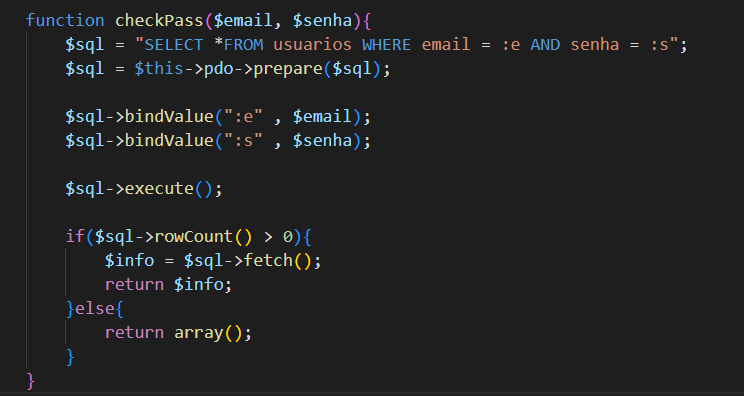 function checkPass($email, $senha){
$sql = "SELECT *FROM usuarios WHERE email = :e AND senha = :s";
$sql = $this->pdo->prepare($sql);
$sql->bindValue(":e" , $email);
$sql->bindValue(":s" , $senha);
$sql->execute();
if($sql->rowCount() > 0){
$info = $sql->fetch();
return $info;
}else{
return array();
}
}